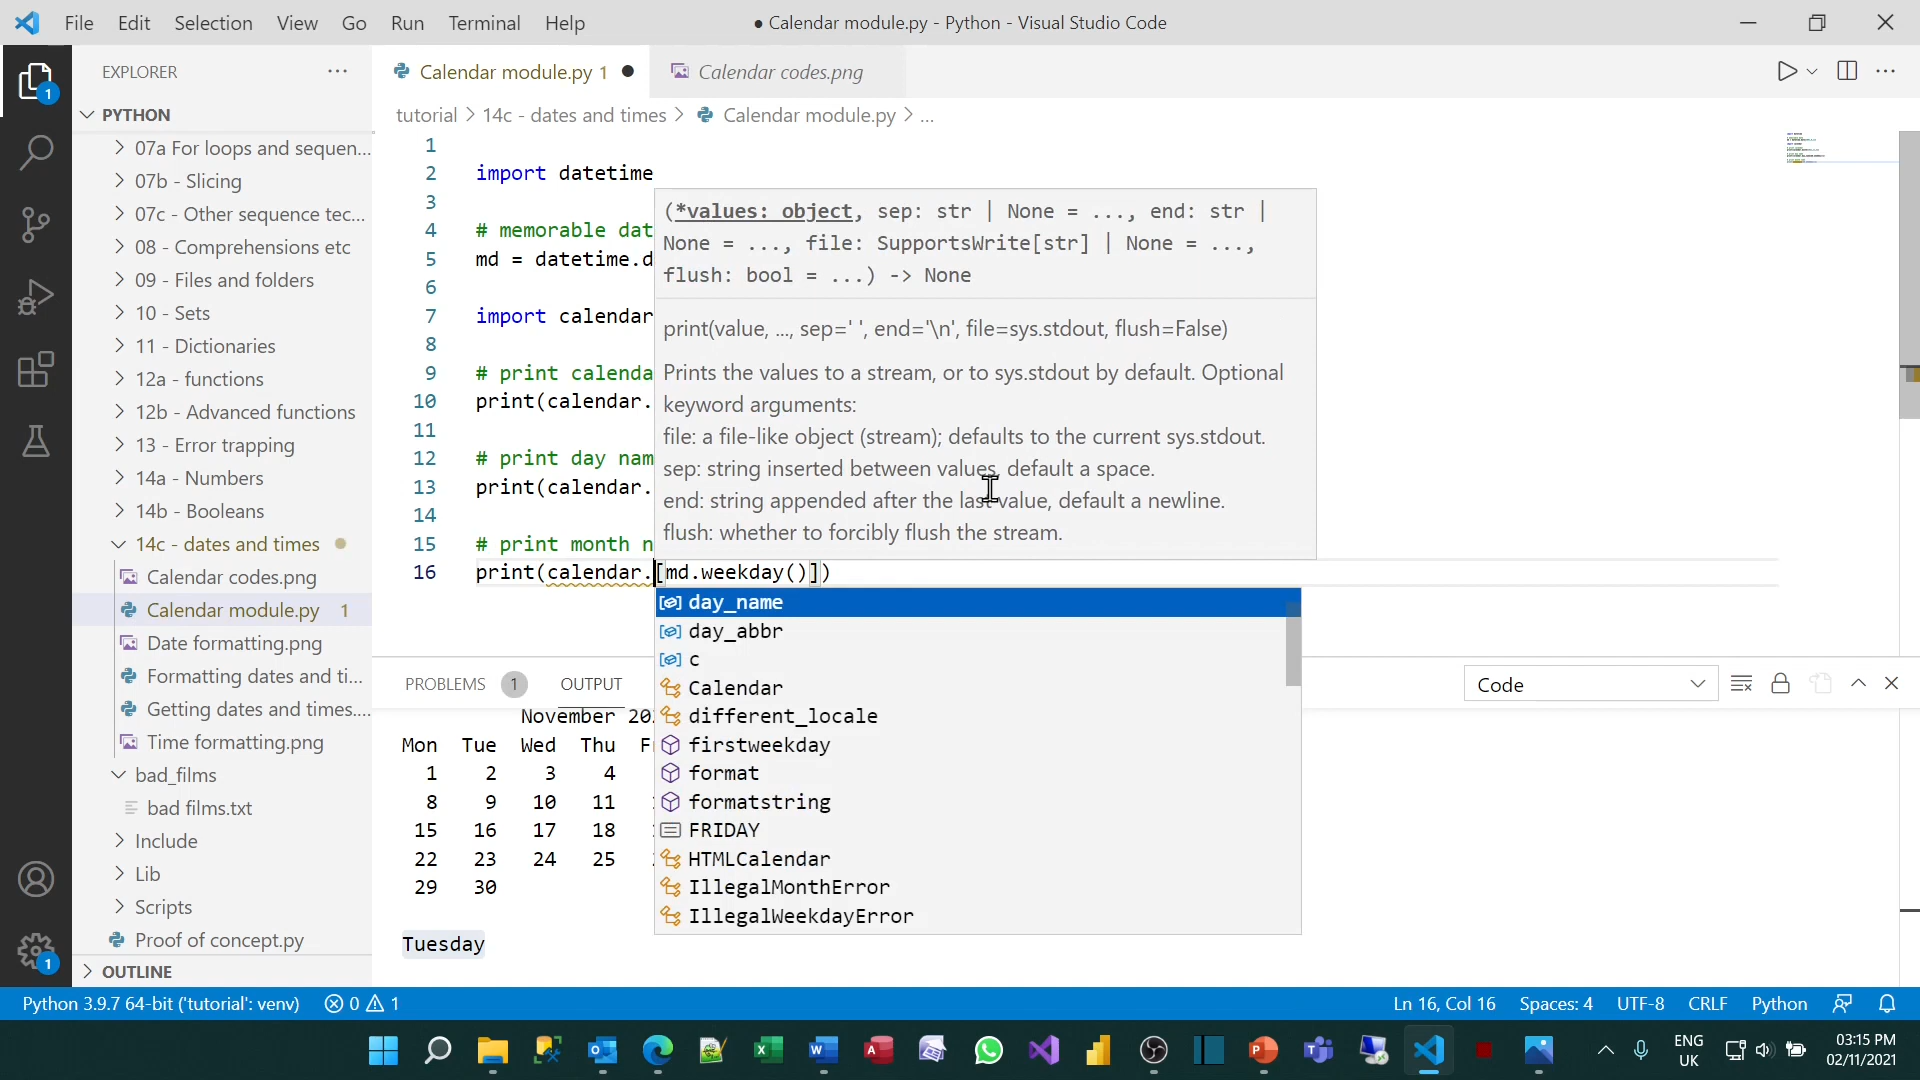 File Edit Selection View Go Run Terminal Help
● Calendar module.py - Python - Visual Studio Code
EXPLORER
Calendar module.py 1
Calendar codes.png
PYTHON
tutorial > 14c - dates and times > Calendar module.py > ...
07a For loops and sequen...
07b - Slicing
07c - Other sequence tec...
08 - Comprehensions etc
09 - Files and folders
10 - Sets
11 - Dictionaries
12a - functions
12b - Advanced functions
13 - Error trapping
14a - Numbers
14b - Booleans
14c - dates and times
Calendar codes.png
Calendar module.py 1
Date formatting.png
Formatting dates and ti...
Getting dates and times....
Time formatting.png
bad_films
bad films.txt
Include
Lib
Scripts
Proof of concept.py
OUTLINE
1
1
1
2 import datetime
3
4 # memorable dat
5 md = datetime.d
6
7 import calendar
8
9 # print calenda
10 print(calendar.
11
12 # print day nam
13 print(calendar.
14
15 # print month n
16 print(calendar.[md.weekday()])
(*values: object, sep: str | None = ..., end: str |
None = ..., file: SupportsWrite[str] | None = ...,
flush: bool = ...) -> None
print(value, ..., sep=' ', end='\n', file=sys.stdout, flush=False)
Prints the values to a stream, or to sys.stdout by default. Optional
keyword arguments:
file: a file-like object (stream); defaults to the current sys.stdout.
sep: string inserted between values, default a space.
end: string appended after the last value, default a newline.
flush: whether to forcibly flush the stream.
day_name
day_abbr
c
Calendar
different_locale
firstweekday
format
formatstring
FRIDAY
HTMLCalendar
IllegalMonthError
IllegalWeekdayError
PROBLEMS 1 OUTPUT
Code
November 20
Mon Tue Wed Thu F
1 2 3 4
8 9 10 11
15 16 17 18
22 23 24 25
29 30
Tuesday
Python 3.9.7 64-bit ('tutorial': venv) 0 1
Ln 16, Col 16 Spaces: 4 UTF-8 CRLF Python
ENG
UK
03:15 PM
02/11/2021